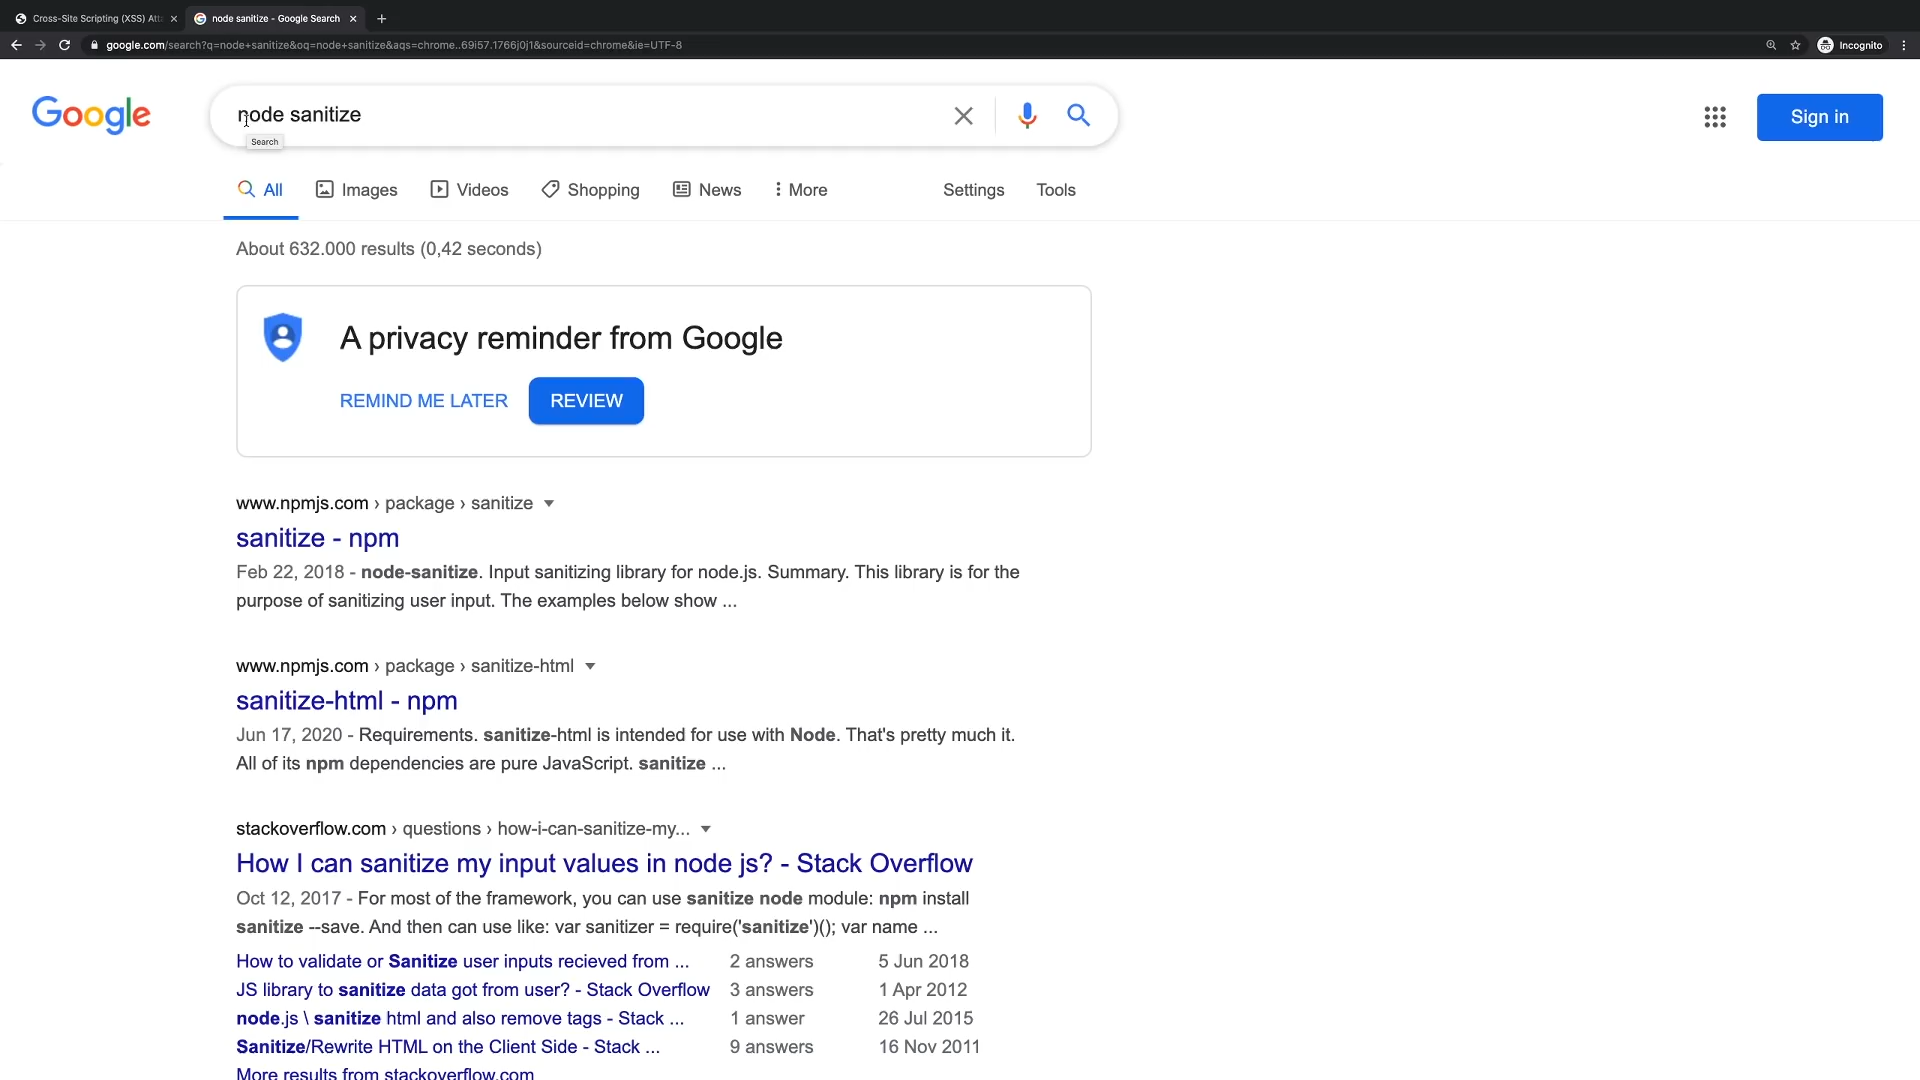 Cross-Site Scripting (XSS) Att
node sanitize - Google Search
google.com/search?q=node+sanitize&oq=node+sanitize&aqs=chrome..69i57.1766j0j1&sourceid=chrome&ie=UTF-8
Incognito
Google
node sanitize
Sign in
Search
All
Images
Videos
Shopping
News
More
Settings
Tools
About 632.000 results (0,42 seconds)
A privacy reminder from Google
REMIND ME LATER
REVIEW
www.npmjs.com › package › sanitize
sanitize - npm
Feb 22, 2018 - node-sanitize. Input sanitizing library for node.js. Summary. This library is for the
purpose of sanitizing user input. The examples below show ...
www.npmjs.com › package › sanitize-html
sanitize-html - npm
Jun 17, 2020 - Requirements. sanitize-html is intended for use with Node. That's pretty much it.
All of its npm dependencies are pure JavaScript. sanitize ...
stackoverflow.com › questions › how-i-can-sanitize-my...
How I can sanitize my input values in node js? - Stack Overflow
Oct 12, 2017 - For most of the framework, you can use sanitize node module: npm install
sanitize --save. And then can use like: var sanitizer = require('sanitize')(); var name ...
How to validate or Sanitize user inputs recieved from ... 2 answers 5 Jun 2018
JS library to sanitize data got from user? - Stack Overflow 3 answers 1 Apr 2012
node.js \ sanitize html and also remove tags - Stack ... 1 answer 26 Jul 2015
Sanitize/Rewrite HTML on the Client Side - Stack ... 9 answers 16 Nov 2011
More results from stackoverflow.com